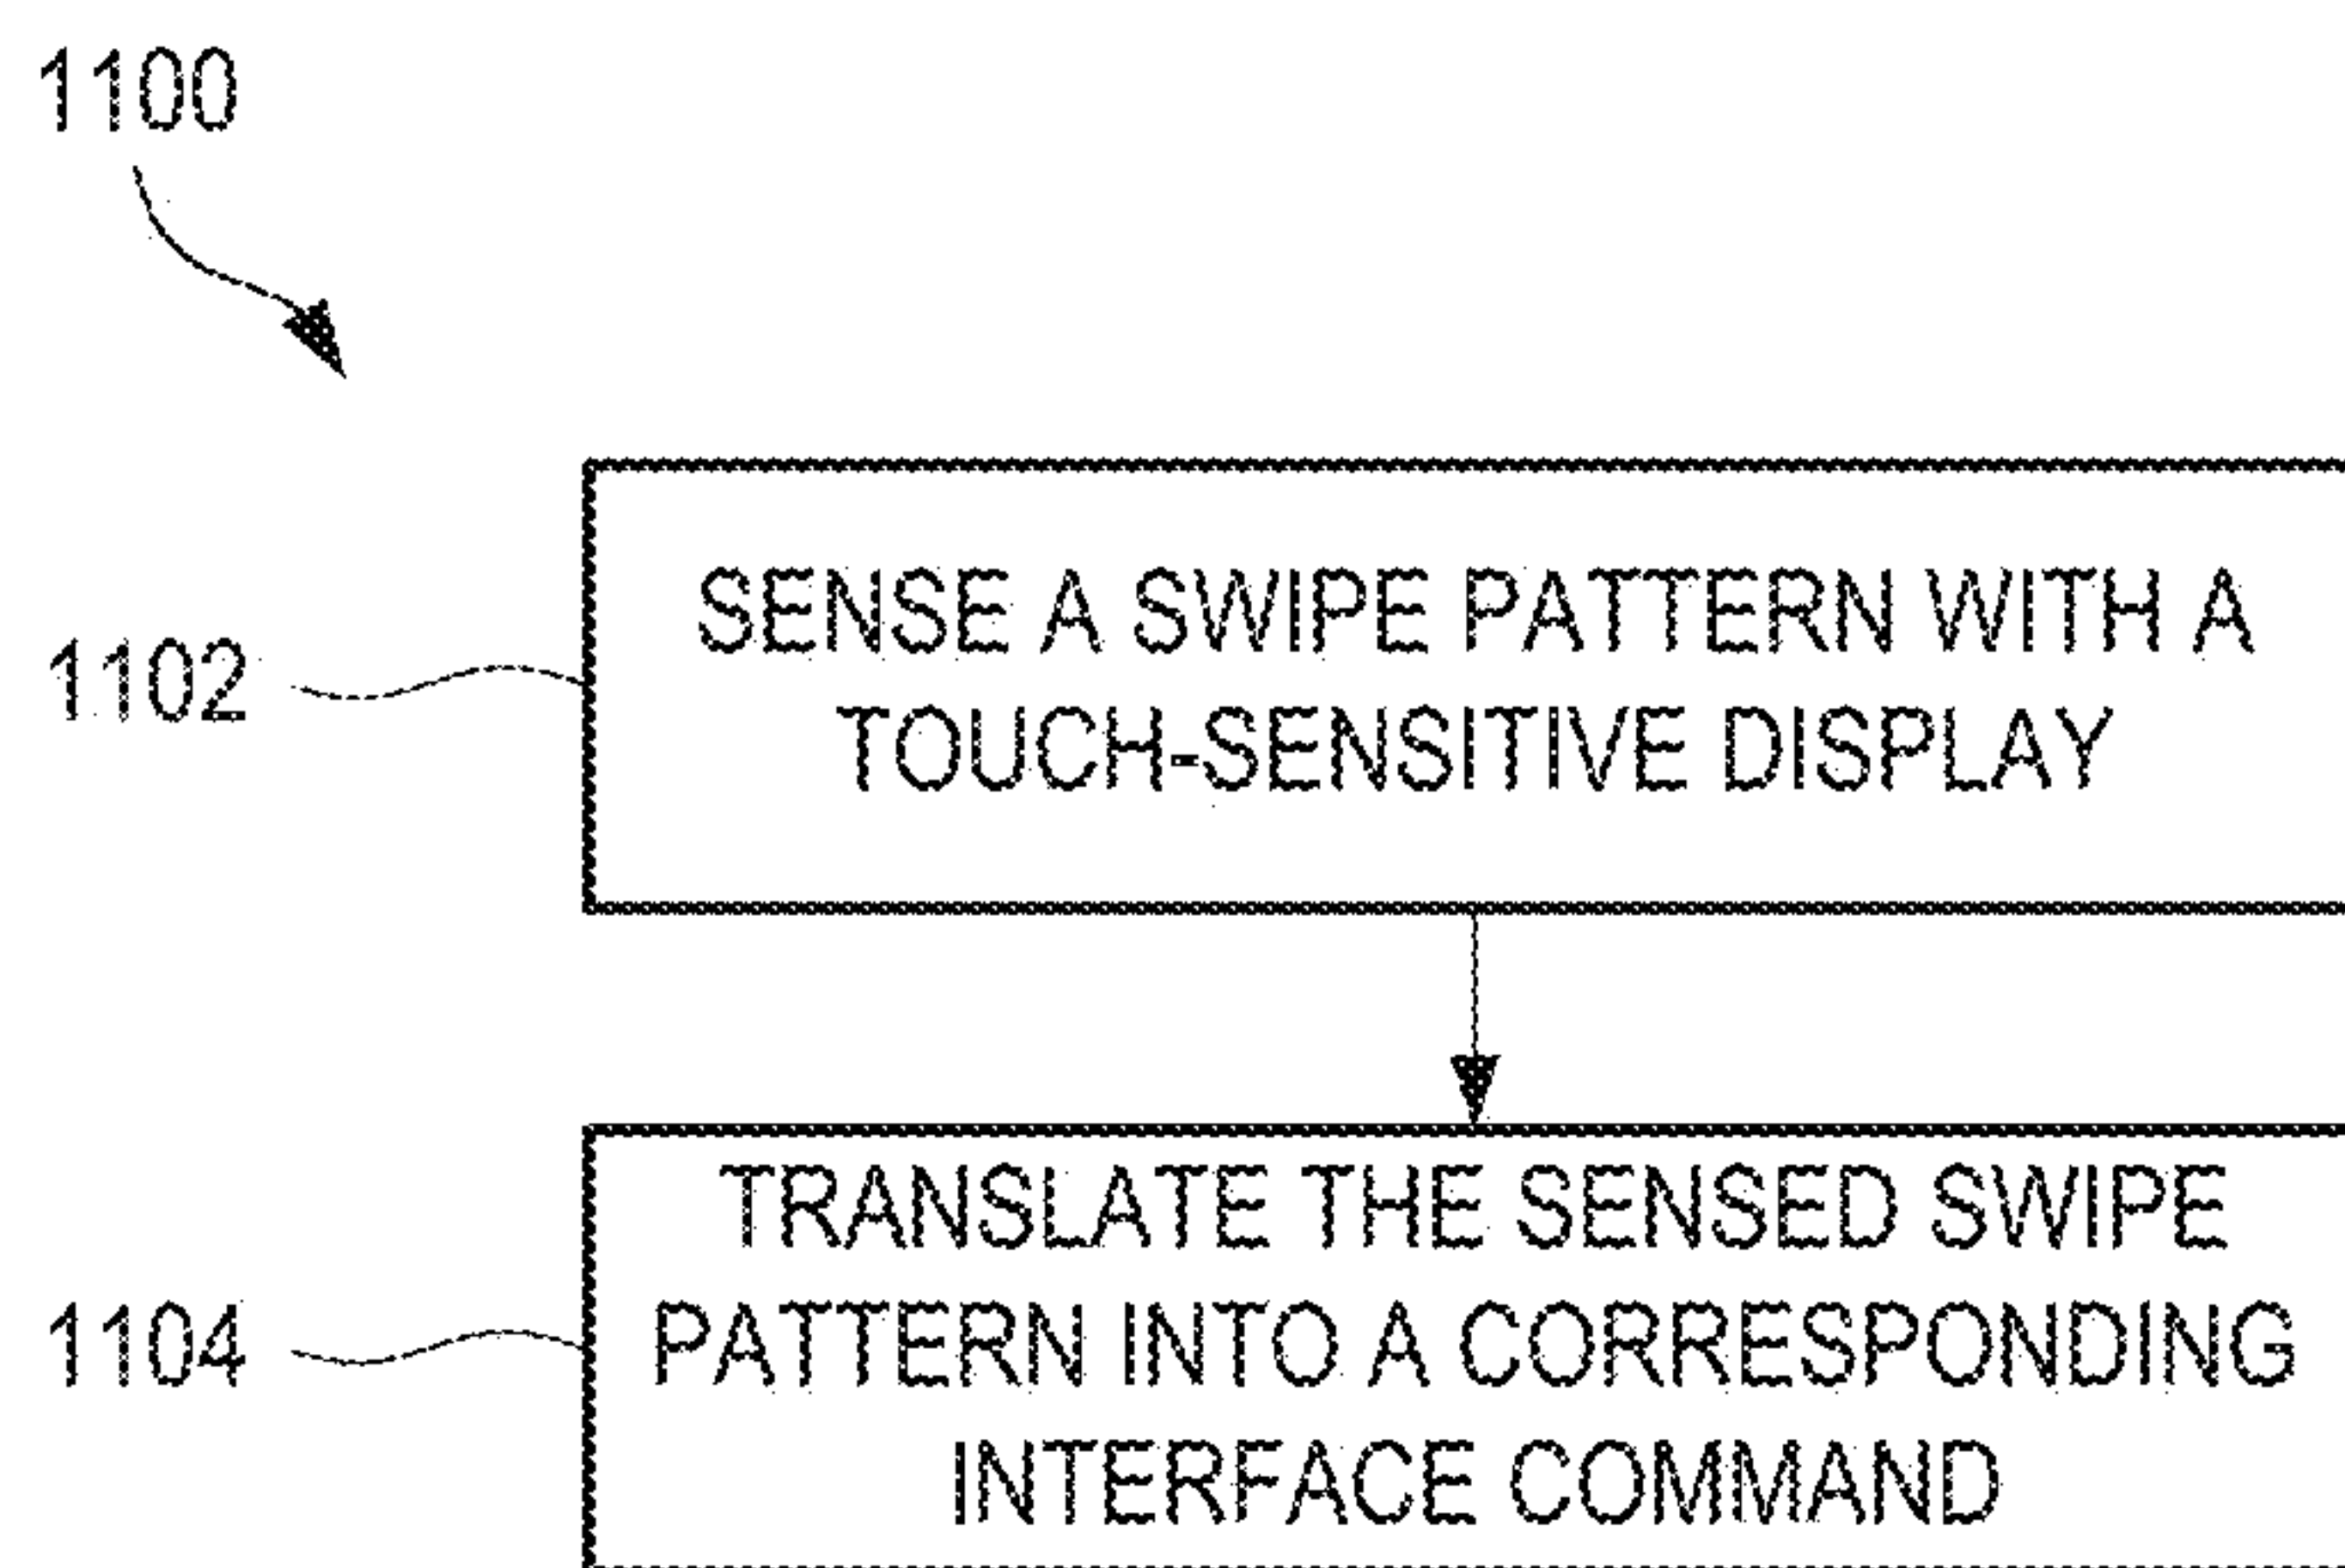 1100
1102
SENSE A SWIPE PATTERN WITH A
TOUCH-SENSITIVE DISPLAY
1104
TRANSLATE THE SENSED SWIPE
PATTERN INTO A CORRESPONDING
INTERFACE COMMAND